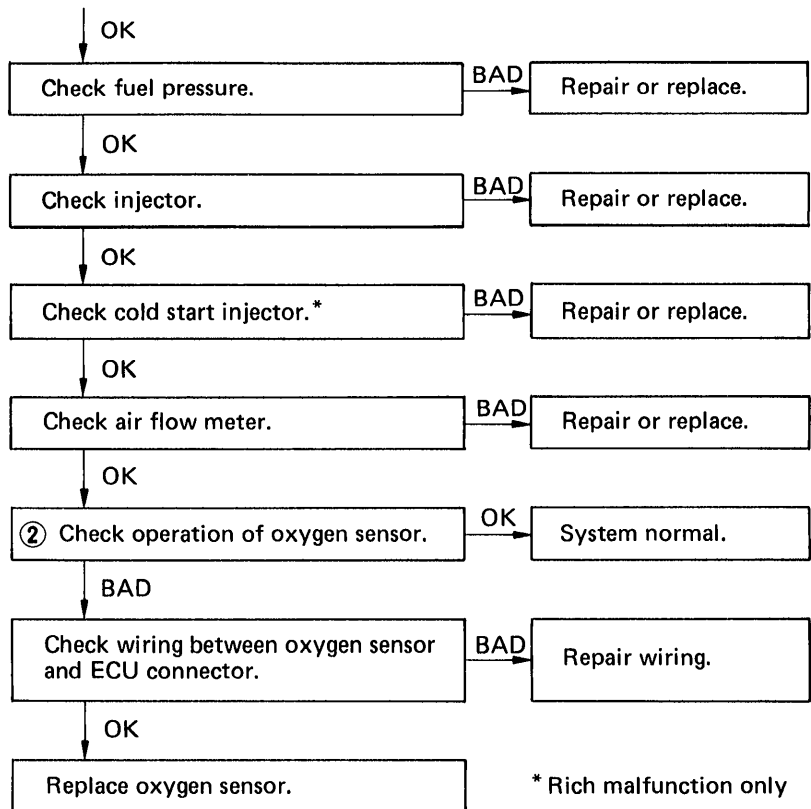 OK
Check fuel pressure.
BAD
Repair or replace.
OK
Check injector.
BAD
Repair or replace.
OK
Check cold start injector.*
BAD
Repair or replace.
OK
Check air flow meter.
BAD
Repair or replace.
OK
② Check operation of oxygen sensor.
OK
System normal.
BAD
Check wiring between oxygen sensor
and ECU connector.
BAD
Repair wiring.
OK
Replace oxygen sensor.
* Rich malfunction only